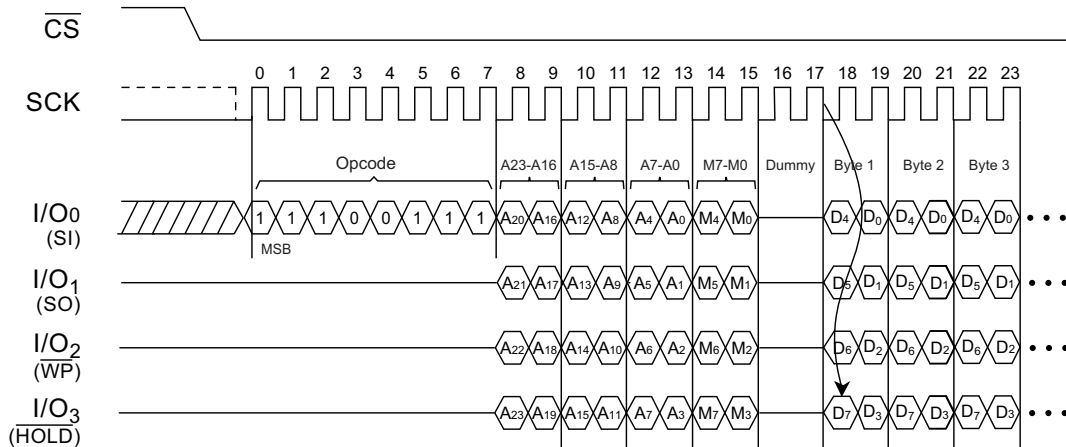 CS
0 1 2 3 4 5 6 7 8 9 10 11 12 13 14 15 16 17 18 19 20 21 22 23
SCK
Opcode A23-A16 A15-A8 A7-A0 M7-M0 Dummy Byte 1 Byte 2 Byte 3
I/O0 1 1 1 0 0 1 1 1 A20 A16 A12 A8 A4 A0 M4 M0 D4 D0 D4 D0 D4 D0
(SI)
MSB
I/O1 A21 A17 A13 A9 A5 A1 M5 M1 D5 D1 D5 D1 D5 D1
(SO)
I/O2 A22 A18 A14 A10 A6 A2 M6 M2 D6 D2 D6 D2 D6 D2
(WP)
I/O3 A23 A19 A15 A11 A7 A3 M7 M3 D7 D3 D7 D3 D7 D3
(HOLD)